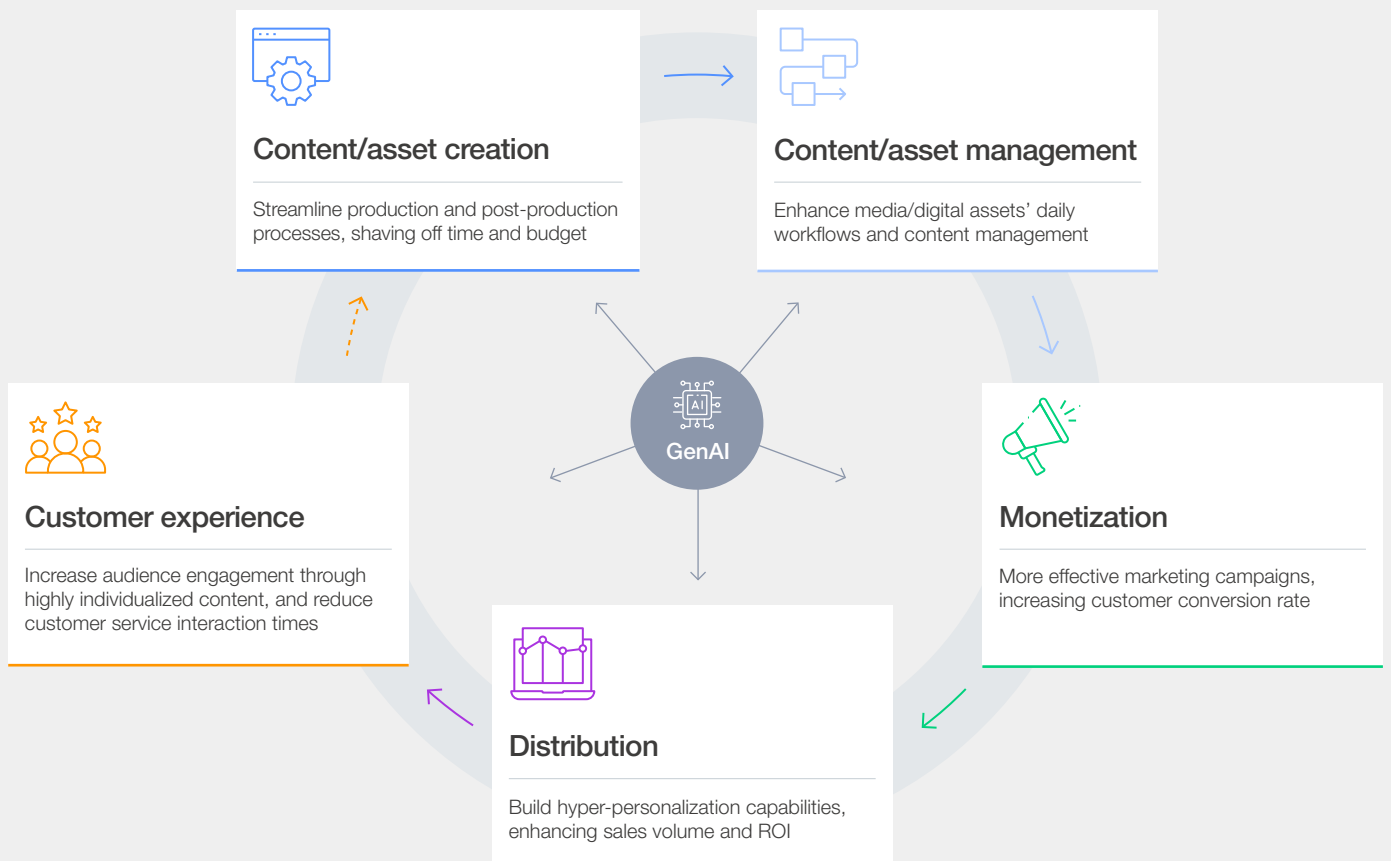 Content/asset creation
Streamline production and post-production
processes, shaving off time and budget
Content/asset management
Enhance media/digital assets’ daily
workflows and content management
AI
GenAI
Customer experience
Increase audience engagement through
highly individualized content, and reduce
customer service interaction times
Monetization
More effective marketing campaigns,
increasing customer conversion rate
Distribution
Build hyper-personalization capabilities,
enhancing sales volume and ROI